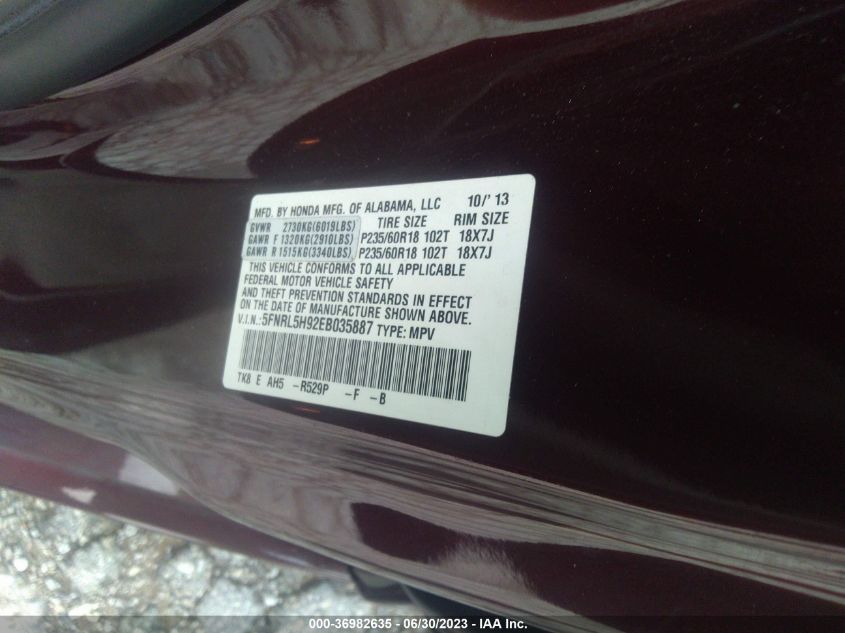 MFD. BY HONDA MFG. OF ALABAMA, LLC 10/' 13
GVWR 2730KG(6019LBS) TIRE SIZE RIM SIZE
GAWR F 1320KG(2910LBS) P235/60R18 102T 18X7J
GAWR R 1515KG(3340LBS) P235/60R18 102T 18X7J
THIS VEHICLE CONFORMS TO ALL APPLICABLE
FEDERAL MOTOR VEHICLE SAFETY
AND THEFT PREVENTION STANDARDS IN EFFECT
ON THE DATE OF MANUFACTURE SHOWN ABOVE.
V.I.N.:5FNRL5H92EB035887 TYPE: MPV
TK8 E AH5 -R529P -F -B
000-36982635 - 06/30/2023 - IAA Inc.